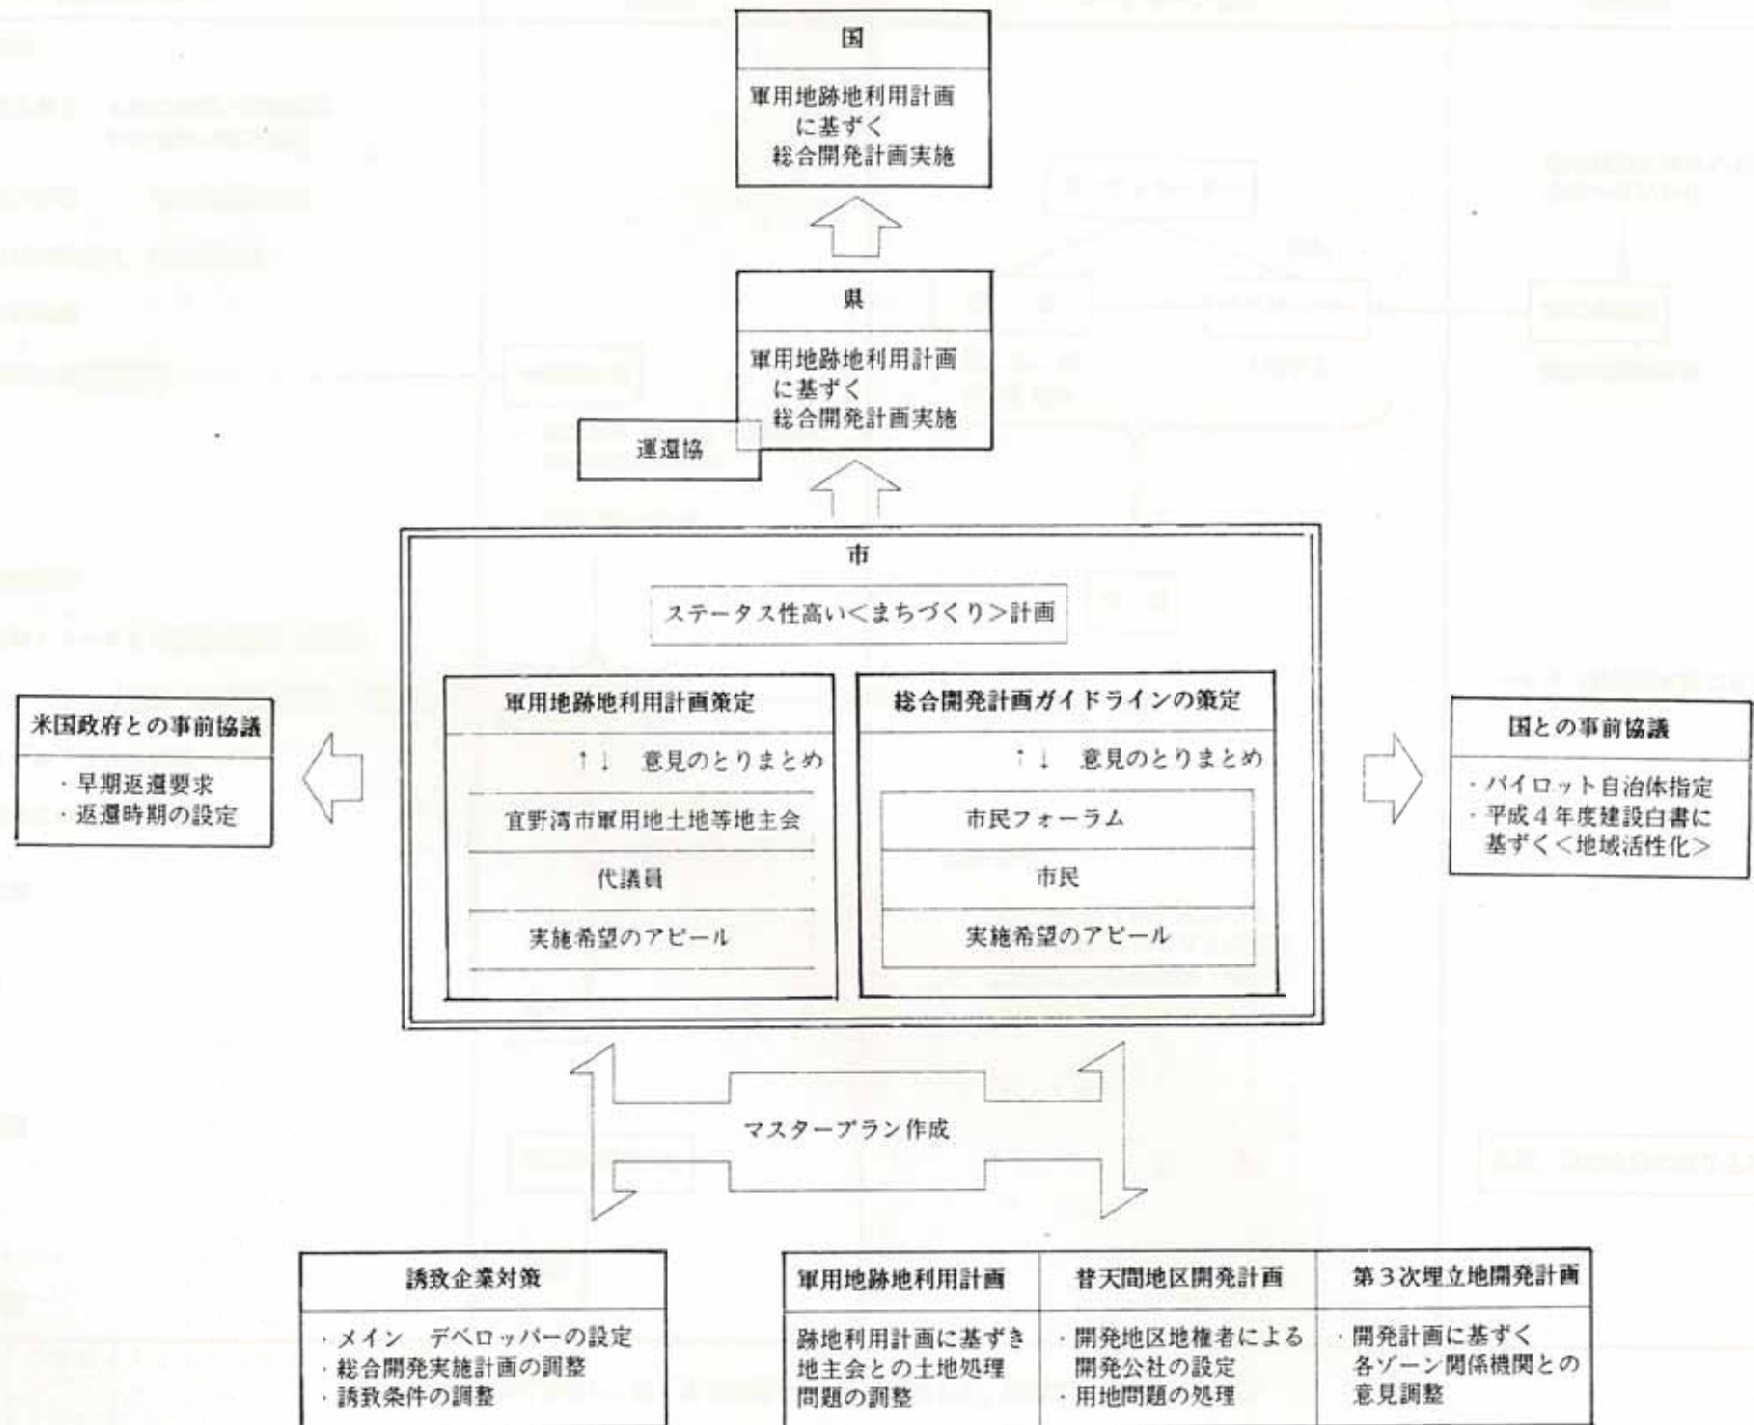 国
軍用地跡地利用計画
に基ずく
総合開発計画実施
県
軍用地跡地利用計画
に基ずく
総合開発計画実施
運還協
市
ステータス性高い<まちづくり>計画
軍用地跡地利用計画策定
↑↓ 意見のとりまとめ
宜野湾市軍用地土地等地主会
代議員
実施希望のアピール
総合開発計画ガイドラインの策定
↑↓ 意見のとりまとめ
市民フォーラム
市民
実施希望のアピール
米国政府との事前協議
・早期返還要求
・返還時期の設定
国との事前協議
・パイロット自治体指定
・平成4年度建設白書に
基ずく<地域活性化>
マスタープラン作成
誘致企業対策
・メイン デベロッパーの設定
・総合開発実施計画の調整
・誘致条件の調整
軍用地跡地利用計画
跡地利用計画に基ずき
地主会との土地処理
問題の調整
普天間地区開発計画
・開発地区地権者による
開発公社の設定
・用地問題の処理
第3次埋立地開発計画
・開発計画に基ずく
各ゾーン関係機関との
意見調整